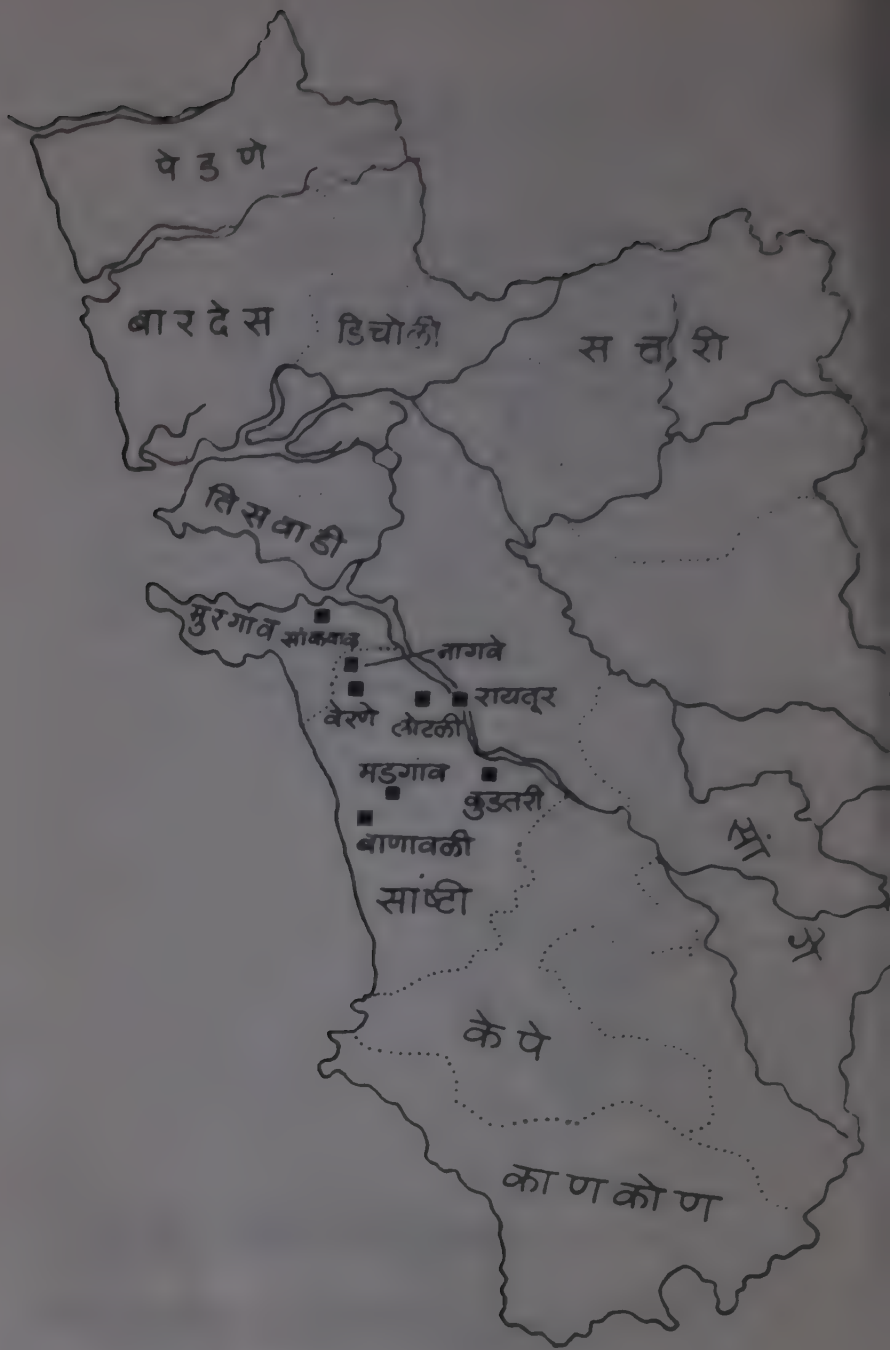 पेडणे
बारदेस
डिचोली
सत्तरी
तिसवाडी
मुरगाव
सांकवाळ
नागवे
वेरणे
लोटली
रायतूर
मडगांव
कुडतरी
बाणावली
सांष्टी
सां
गे
केपे
काणकोण